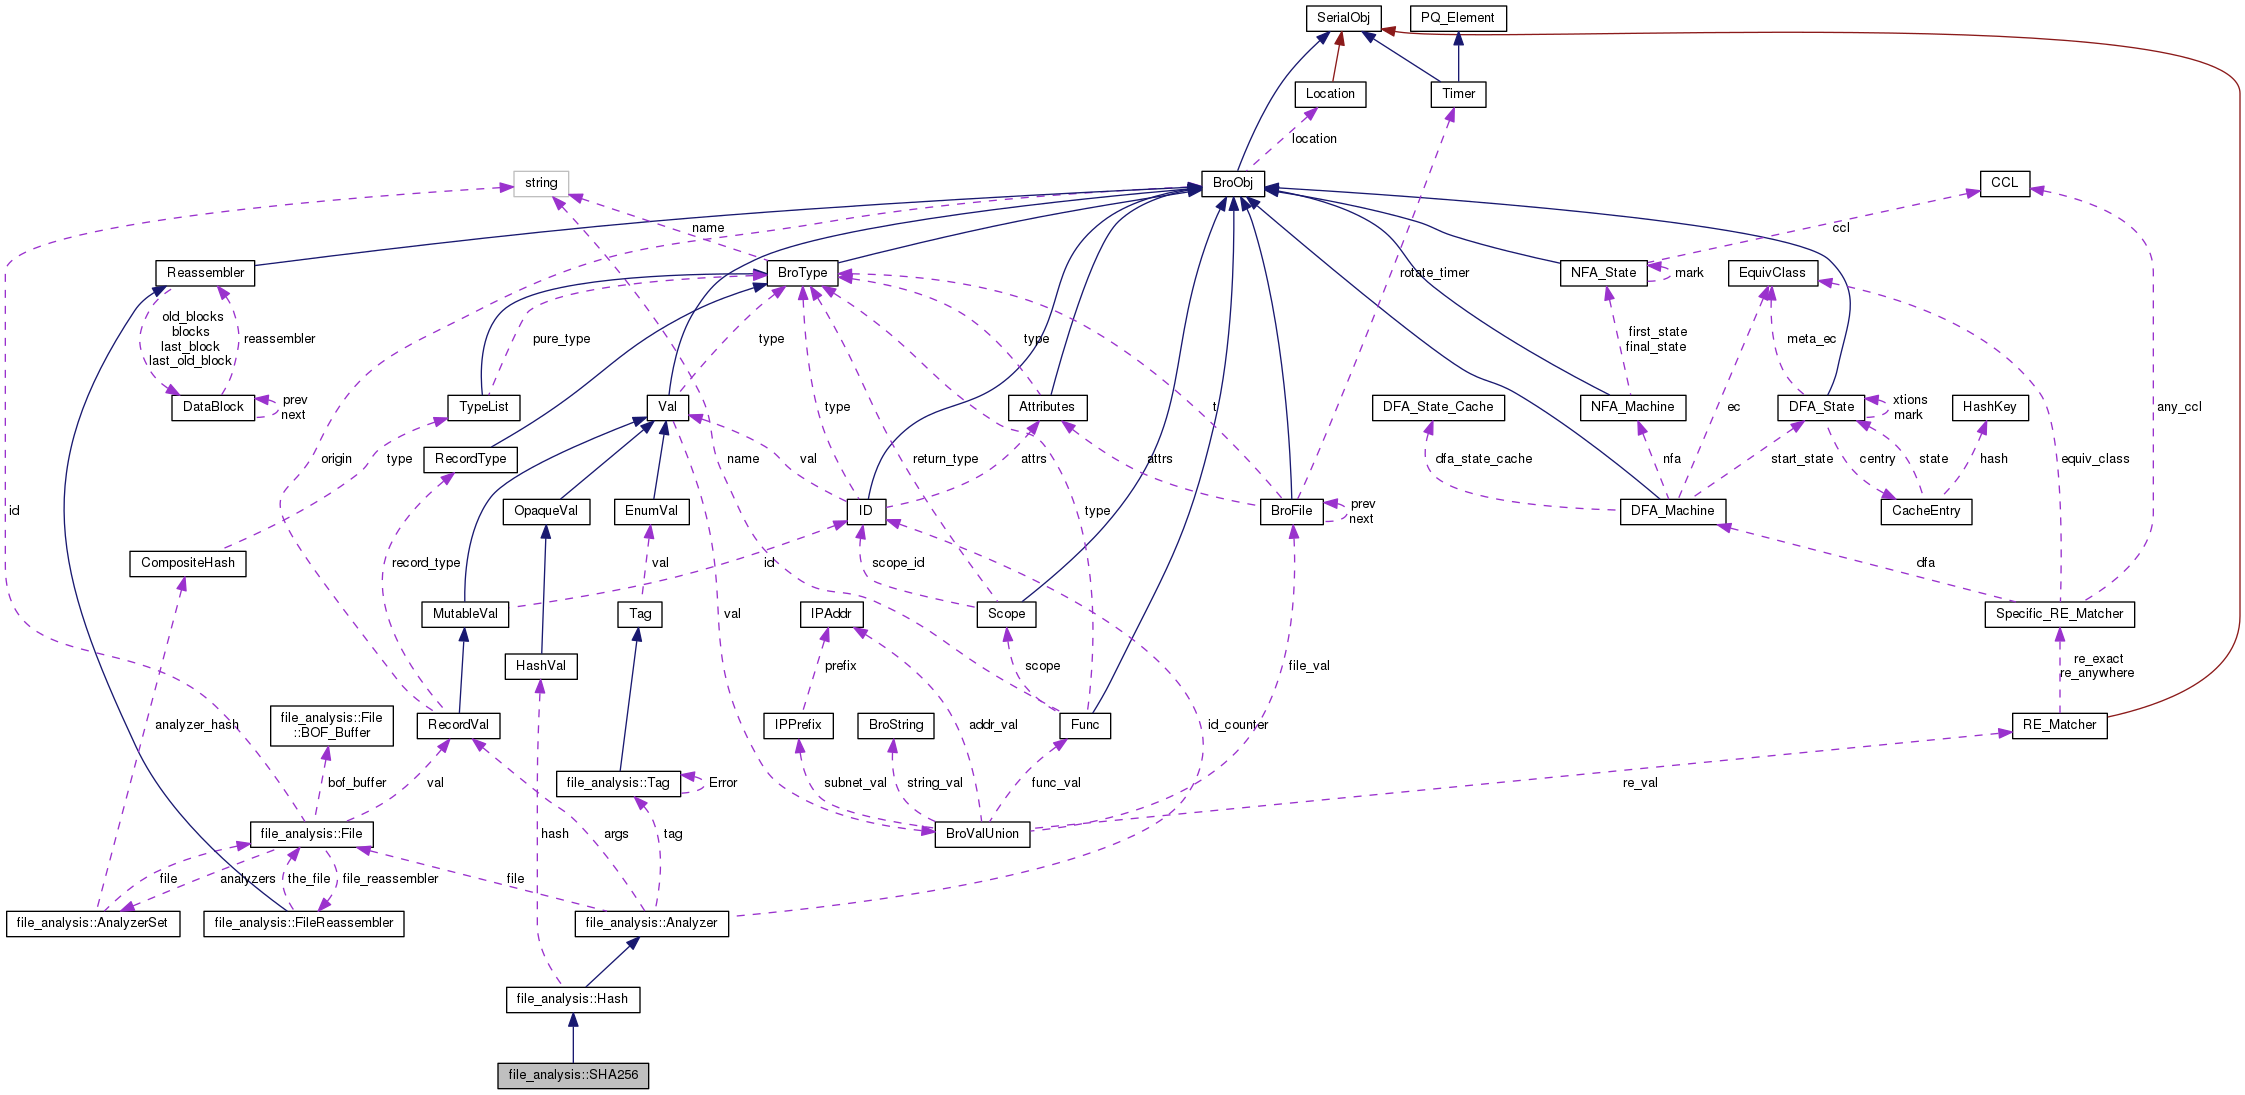 SerialObj
PQ_Element
Location
Timer
location
string
BroObj
CCL
name
ccl
Reassembler
BroType
rotate_timer
NFA_State
mark
EquivClass
old_blocks
blocks
last_block
last_old_block
reassembler
pure_type
type
type
first_state
final_state
meta_ec
DataBlock
prev
next
TypeList
Val
type
Attributes
t
DFA_State_Cache
NFA_Machine
ec
DFA_State
xtions
mark
HashKey
any_ccl
origin
type
RecordType
name
val
return_type
attrs
attrs
dfa_state_cache
nfa
start_state
centry
state
hash
equiv_class
id
OpaqueVal
EnumVal
ID
type
BroFile
prev
next
DFA_Machine
CacheEntry
CompositeHash
record_type
val
id
scope_id
dfa
MutableVal
Tag
val
IPAddr
Scope
Specific_RE_Matcher
HashVal
prefix
scope
file_val
re_exact
re_anywhere
analyzer_hash
file_analysis::File
::BOF_Buffer
RecordVal
IPPrefix
BroString
addr_val
Func
id_counter
RE_Matcher
bof_buffer
val
file_analysis::Tag
Error
subnet_val
string_val
func_val
re_val
file_analysis::File
hash
args
tag
BroValUnion
file
analyzers
the_file
file_reassembler
file
file_analysis::AnalyzerSet
file_analysis::FileReassembler
file_analysis::Analyzer
file_analysis::Hash
file_analysis::SHA256